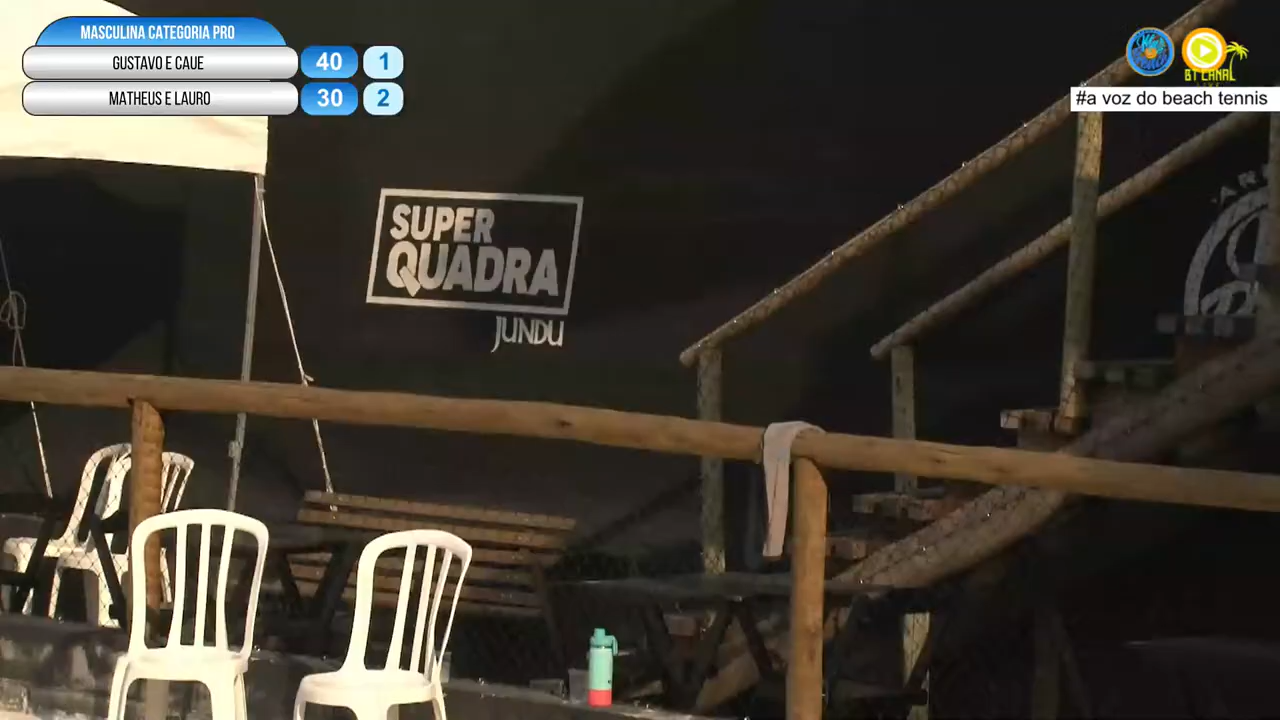 MASCULINA CATEGORIA PRO
GUSTAVO E CAUE 40 1
MATHEUS E LAURO 30 2
BT CANAL
#a voz do beach tennis
SUPER
QUADRA
JUNDU